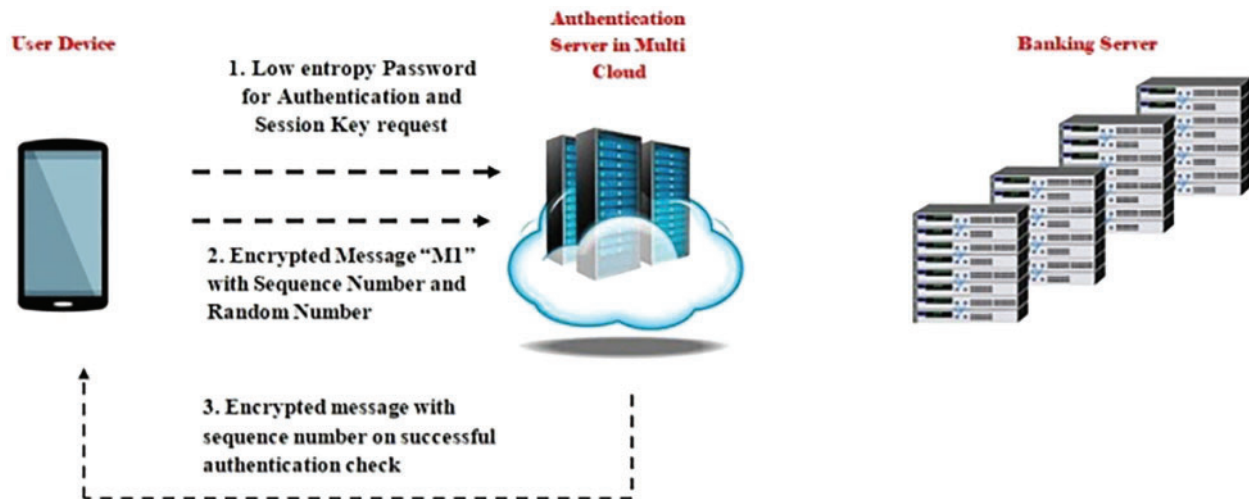 User Device
Authentication
Server in Multi
Cloud
Banking Server
1. Low entropy Password
for Authentication and
Session Key request
2. Encrypted Message “M1”
with Sequence Number and
Random Number
3. Encrypted message with
sequence number on successful
authentication check